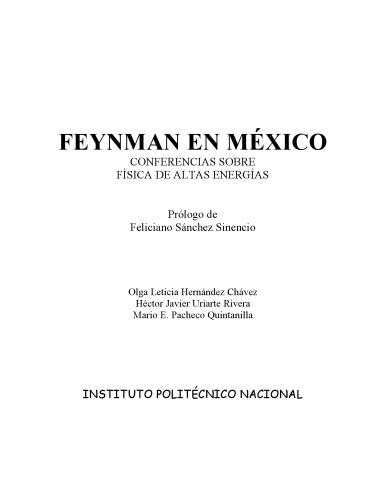 FEYNMAN EN MÉXICO
CONFERENCIAS SOBRE
FÍSICA DE ALTAS ENERGÍAS
Prólogo de
Feliciano Sánchez Sinencio
Olga Leticia Hernández Chávez
Héctor Javier Uriarte Rivera
Mario E. Pacheco Quintanilla
INSTITUTO POLITÉCNICO NACIONAL